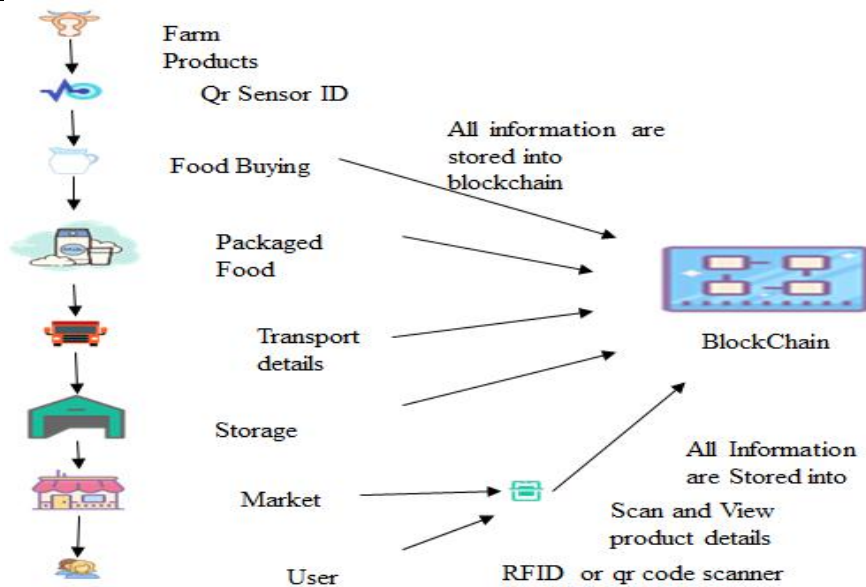 Farm
Products
Qr Sensor ID
All information are
stored into
blockchain
Food Buying
Packaged
Food
Transport
details
BlockChain
Storage
All Information
are Stored into
Market
Scan and View
product details
User
RFID or qr code scanner